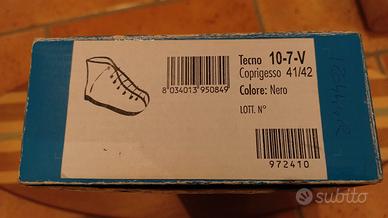 Tecno 10-7-V
Coprigesso 41/42
8 034013 950849
Colore: Nero
LOTT. N°
972410
subito